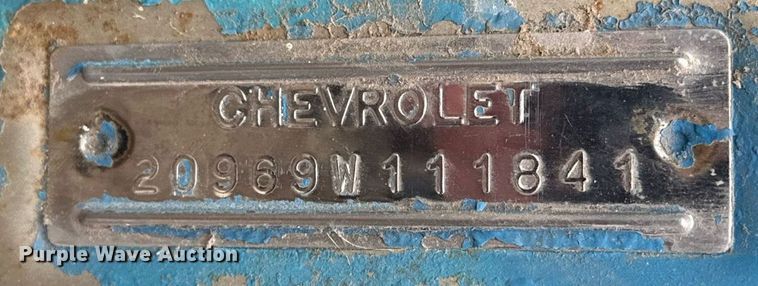 CHEVROLET
20969W111841
Purple Wave Auction